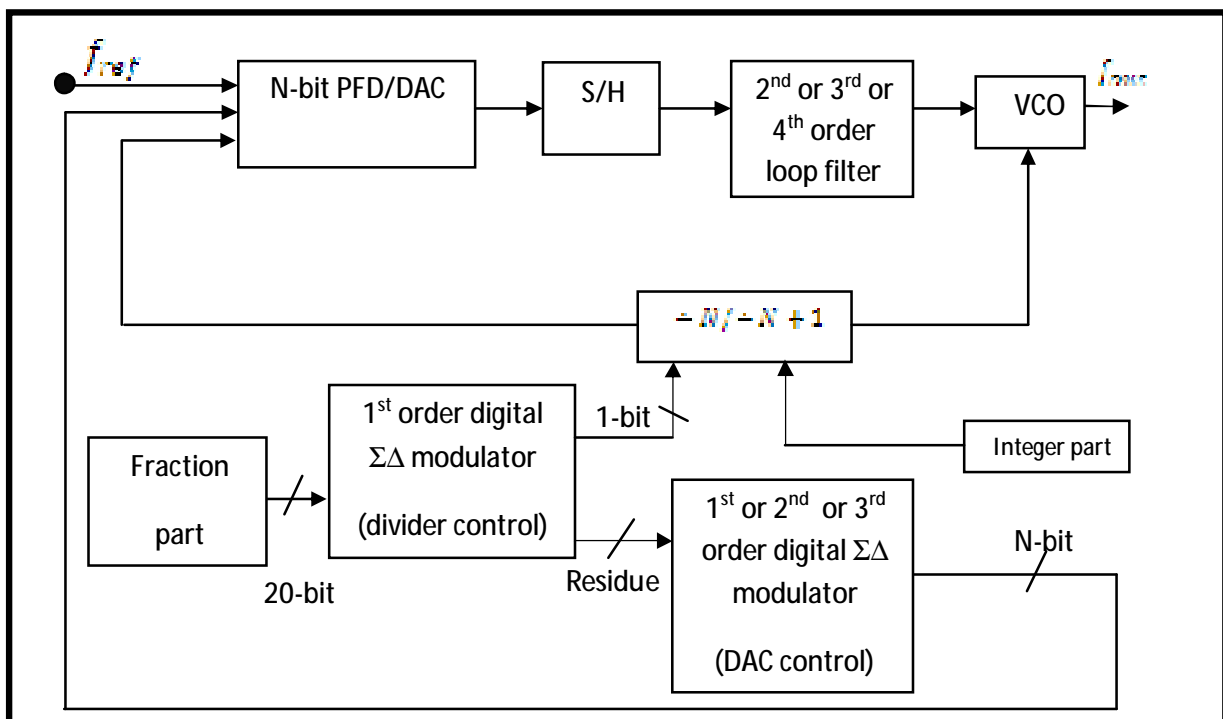 f_ref
N-bit PFD/DAC
S/H
2nd or 3rd or
4th order
loop filter
VCO
f_out
÷N/÷N+1
1st order digital
ΣΔ modulator
(divider control)
1-bit
Integer part
Fraction
part
20-bit
Residue
1st or 2nd or 3rd
order digital ΣΔ
modulator
(DAC control)
N-bit